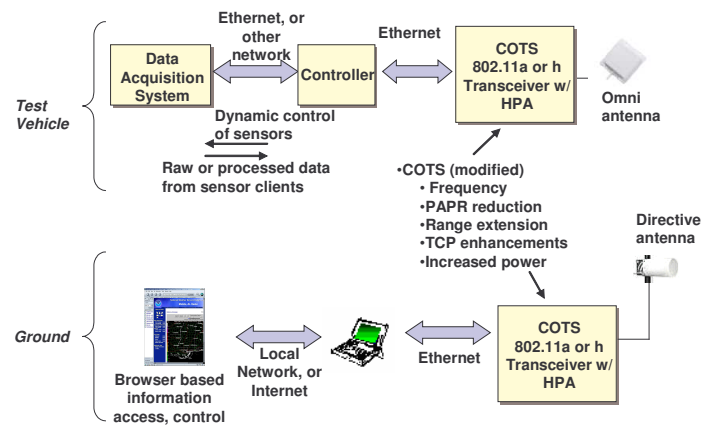 Ethernet, or
other
network
Ethernet
Data
Acquisition
System
Controller
COTS
802.11a or h
Transceiver w/
HPA
Omni
antenna
Test
Vehicle
Dynamic control
of sensors
Raw or processed data
from sensor clients
•COTS (modified)
• Frequency
•PAPR reduction
•Range extension
•TCP enhancements
•Increased power
Directive
antenna
Ground
Browser based
information
access, control
Local
Network, or
Internet
Ethernet
COTS
802.11a or h
Transceiver w/
HPA